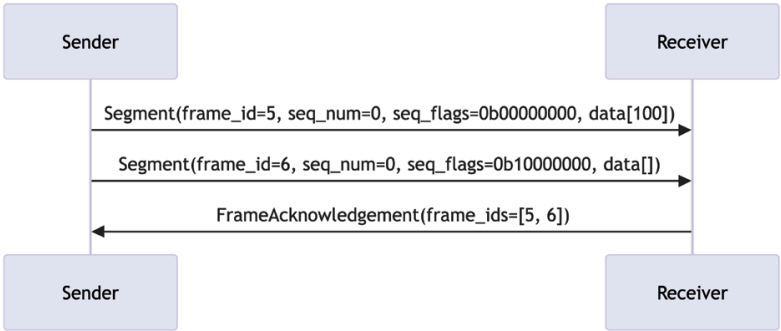 Sender
Receiver
Segment(frame_id=5, seq_num=0, seq_flags=0b00000000, data[100])
Segment(frame_id=6, seq_num=0, seq_flags=0b10000000, data[])
FrameAcknowledgement(frame_ids=[5, 6])
Sender
Receiver